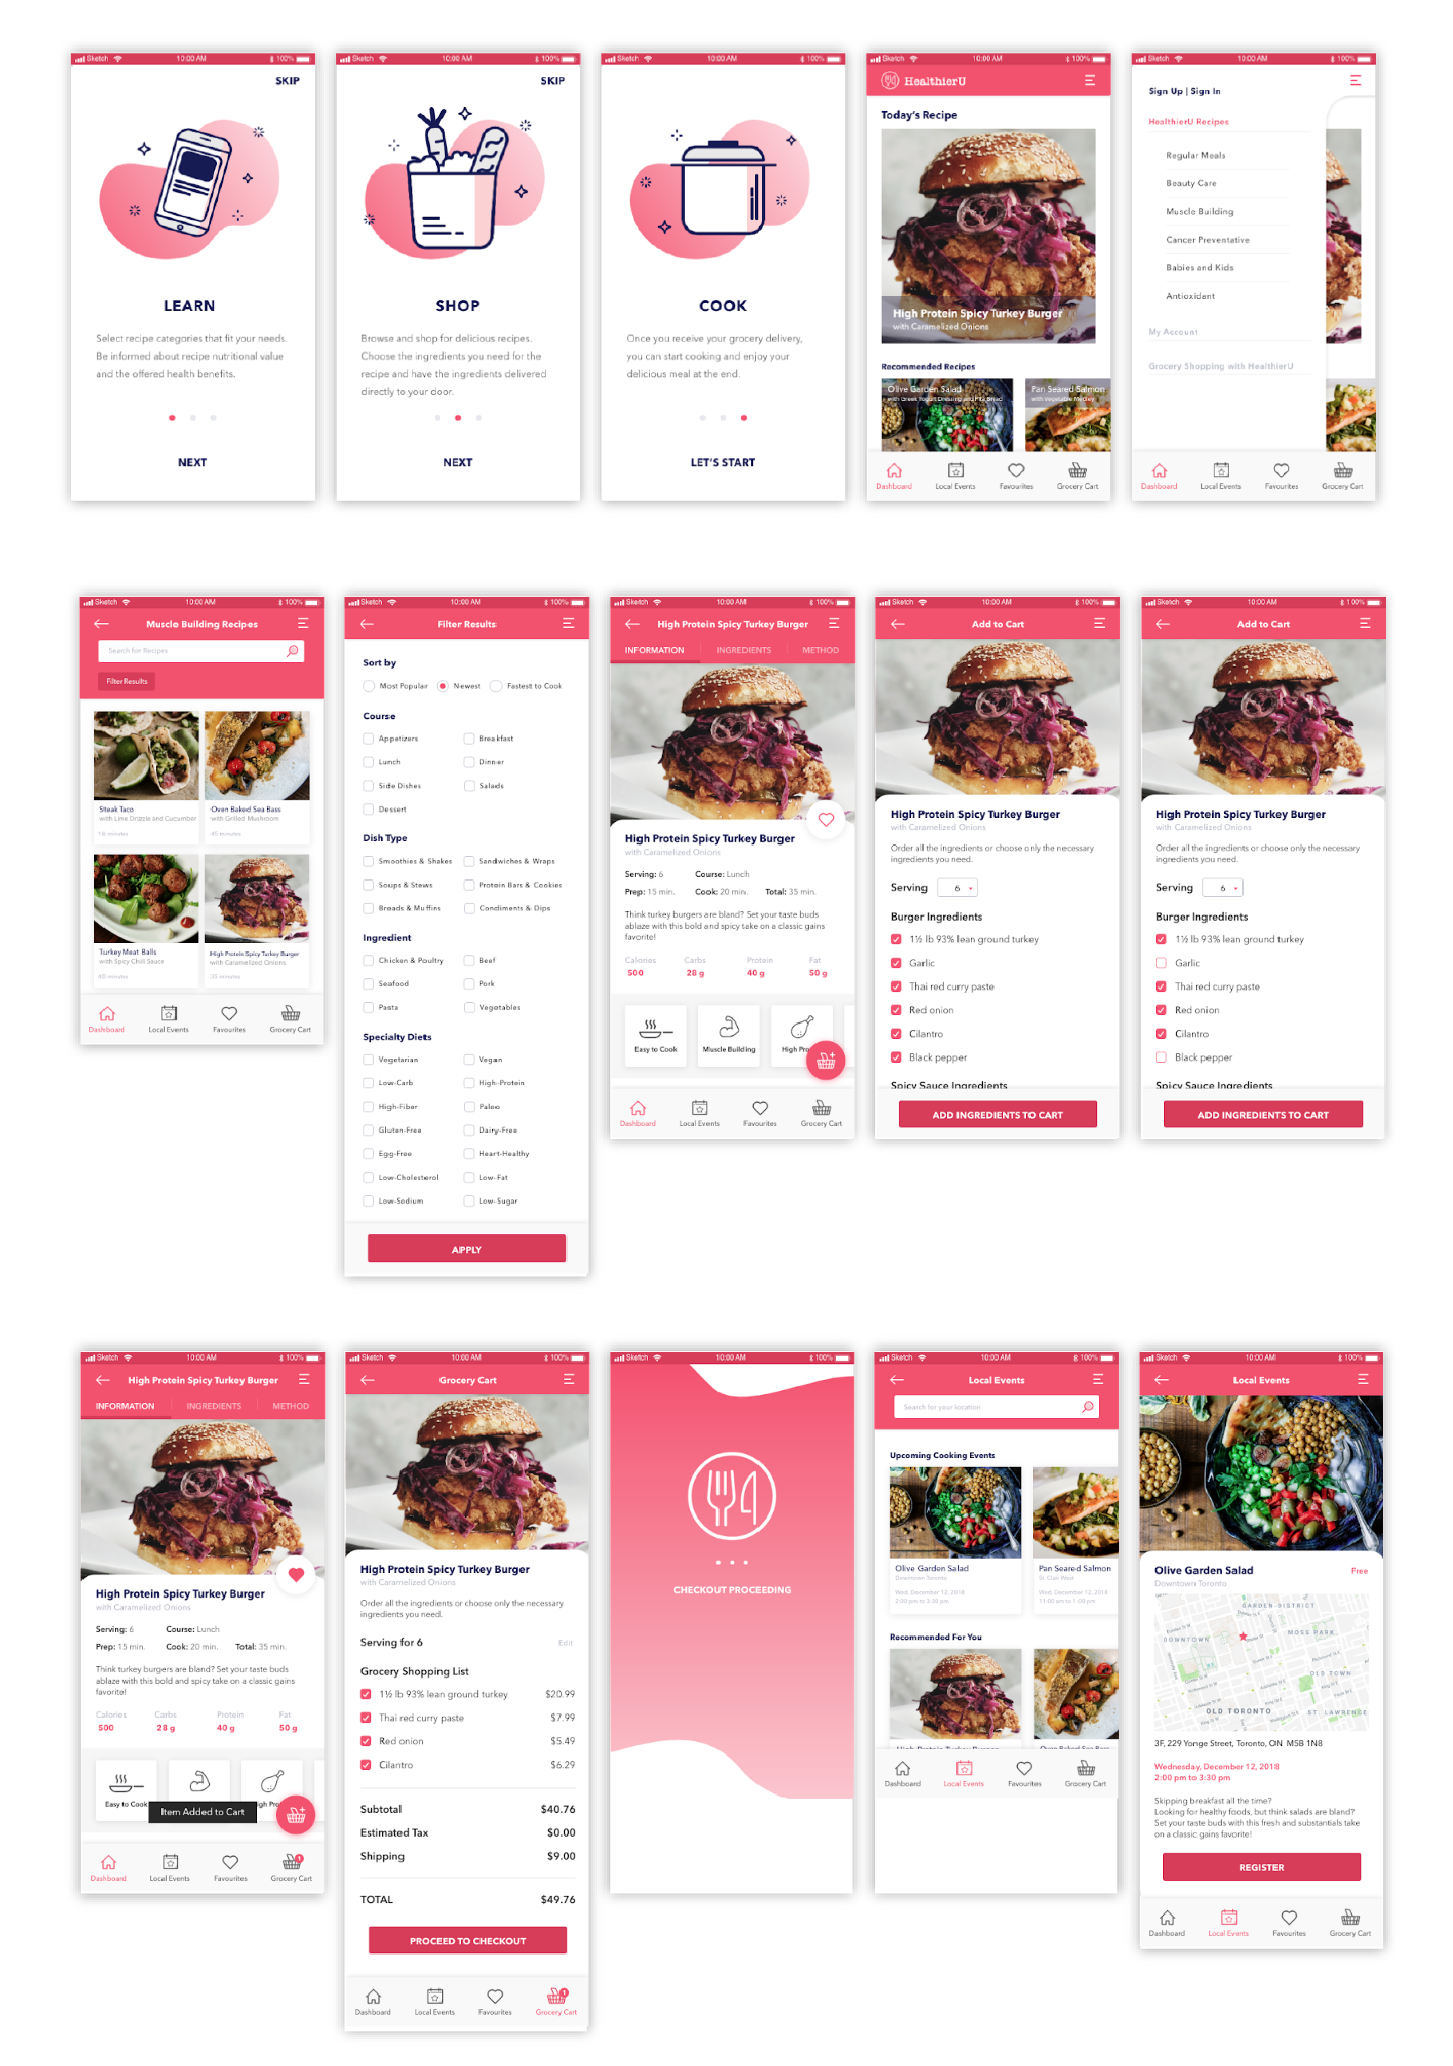 Sketch 10:00 AM 100%
SKIP
LEARN
Select recipe categories that fit your needs.
Be informed about recipe nutritional value
and the offered health benefits.
NEXT
Sketch 10:00 AM 100%
SKIP
SHOP
Browse and shop for delicious recipes.
Choose the ingredients you need for the
recipe and have the ingredients delivered
directly to your door.
NEXT
Sketch 10:00 AM 100%
COOK
Once you receive your grocery delivery,
you can start cooking and enjoy your
delicious meal at the end.
LET'S START
Sketch 10:00 AM 100%
HealthierU
Today's Recipe
High Protein Spicy Turkey Burger
with Caramelized Onions
Recommended Recipes
Olive Garden Salad
with Greek Yogurt Dressing and Pita Bread
Pan Seared Salmon
with Vegetable Medley
Dashboard Local Events Favourites Grocery Cart
Sketch 10:00 AM 100%
Sign Up | Sign In
HealthierU Recipes
Regular Meals
Beauty Care
Muscle Building
Cancer Preventative
Babies and Kids
Antioxidant
My Account
Grocery Shopping with HealthierU
Dashboard Local Events Favourites Grocery Cart
Sketch 10:00 AM 100%
Muscle Building Recipes
Search for Recipes
Filter Results
Steak Taco
with Lime Drizzle and Cucumber
16 minutes
Oven Baked Sea Bass
with Grilled Mushroom
45 minutes
Turkey Meat Balls
with Spicy Chili Sauce
40 minutes
High Protein Spicy Turkey Burger
with Caramelized Onions
35 minutes
Dashboard Local Events Favourites Grocery Cart
Sketch 10:00 AM 100%
Filter Results
Sort by
Most Popular Newest Fastest to Cook
Course
Appetizers Breakfast
Lunch Dinner
Side Dishes Salads
Dessert
Dish Type
Smoothies & Shakes Sandwiches & Wraps
Soups & Stews Protein Bars & Cookies
Breads & Muffins Condiments & Dips
Ingredient
Chicken & Poultry Beef
Seafood Pork
Pasta Vegetables
Specialty Diets
Vegetarian Vegan
Low-Carb High-Protein
High-Fiber Paleo
Gluten-Free Dairy-Free
Egg-Free Heart-Healthy
Low-Cholesterol Low-Fat
Low-Sodium Low-Sugar
APPLY
Sketch 10:00 AM 100%
High Protein Spicy Turkey Burger
INFORMATION INGREDIENTS METHOD
High Protein Spicy Turkey Burger
with Caramelized Onions
Serving: 6 Course: Lunch
Prep: 15 min. Cook: 20 min. Total: 35 min.
Think turkey burgers are bland? Set your taste buds
ablaze with this bold and spicy take on a classic gains
favorite!
Calories Carbs Protein Fat
500 28 g 40 g 50 g
Easy to Cook Muscle Building High Pro
Dashboard Local Events Favourites Grocery Cart
Sketch 10:00 AM 100%
Add to Cart
High Protein Spicy Turkey Burger
with Caramelized Onions
Order all the ingredients or choose only the necessary
ingredients you need.
Serving 6
Burger Ingredients
1½ lb 93% lean ground turkey
Garlic
Thai red curry paste
Red onion
Cilantro
Black pepper
Spicy Sauce Ingredients
ADD INGREDIENTS TO CART
Sketch 10:00 AM 100%
Add to Cart
High Protein Spicy Turkey Burger
with Caramelized Onions
Order all the ingredients or choose only the necessary
ingredients you need.
Serving 6
Burger Ingredients
1½ lb 93% lean ground turkey
Garlic
Thai red curry paste
Red onion
Cilantro
Black pepper
Spicy Sauce Ingredients
ADD INGREDIENTS TO CART
Sketch 10:00 AM 100%
High Protein Spicy Turkey Burger
INFORMATION INGREDIENTS METHOD
High Protein Spicy Turkey Burger
with Caramelized Onions
Serving: 6 Course: Lunch
Prep: 15 min. Cook: 20 min. Total: 35 min.
Think turkey burgers are bland? Set your taste buds
ablaze with this bold and spicy take on a classic gains
favorite!
Calories Carbs Protein Fat
500 28 g 40 g 50 g
Easy to Cook igh Pro
Item Added to Cart
1
Dashboard Local Events Favourites Grocery Cart
Sketch 10:00 AM 100%
Grocery Cart
High Protein Spicy Turkey Burger
with Caramelized Onions
Order all the ingredients or choose only the necessary
ingredients you need.
Serving for 6 Edit
Grocery Shopping List
1½ lb 93% lean ground turkey $20.99
Thai red curry paste $7.99
Red onion $5.49
Cilantro $6.29
Subtotal $40.76
Estimated Tax $0.00
Shipping $9.00
TOTAL $49.76
PROCEED TO CHECKOUT
1
Dashboard Local Events Favourites Grocery Cart
Sketch 10:00 AM 100%
CHECKOUT PROCEEDING
Sketch 10:00 AM 100%
Local Events
Search for your location
Upcoming Cooking Events
Olive Garden Salad
Downtown Toronto
Wed. December 12, 2018
2:00 pm to 3:30 pm
Pan Seared Salmon
St. Clair West
Wed. December 12, 2018
11:00 am to 1:00 pm
Recommended For You
High Protein Spicy Turkey Burger
Oven Baked Sea Bass
Dashboard Local Events Favourites Grocery Cart
Sketch 10:00 AM 100%
Local Events
Olive Garden Salad Free
Downtown Toronto
GARDEN DISTRICT
DOWNTOWN
MOSS PARK
OLD TOWN
OLD TORONTO
ST. LAWRENCE
3F, 229 Yonge Street, Toronto, ON M5B 1N8
Wednesday, December 12, 2018
2:00 pm to 3:30 pm
Skipping breakfast all the time?
Looking for healthy foods, but think salads are bland?
Set your taste buds with this fresh and substantials take
on a classic gains favorite!
REGISTER
Dashboard Local Events Favourites Grocery Cart